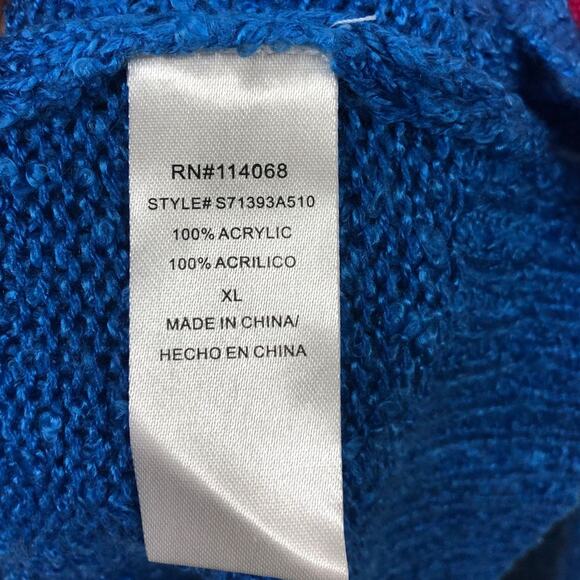 RN#114068
STYLE# S71393A510
100% ACRYLIC
100% ACRILICO
XL
MADE IN CHINA/
HECHO EN CHINA